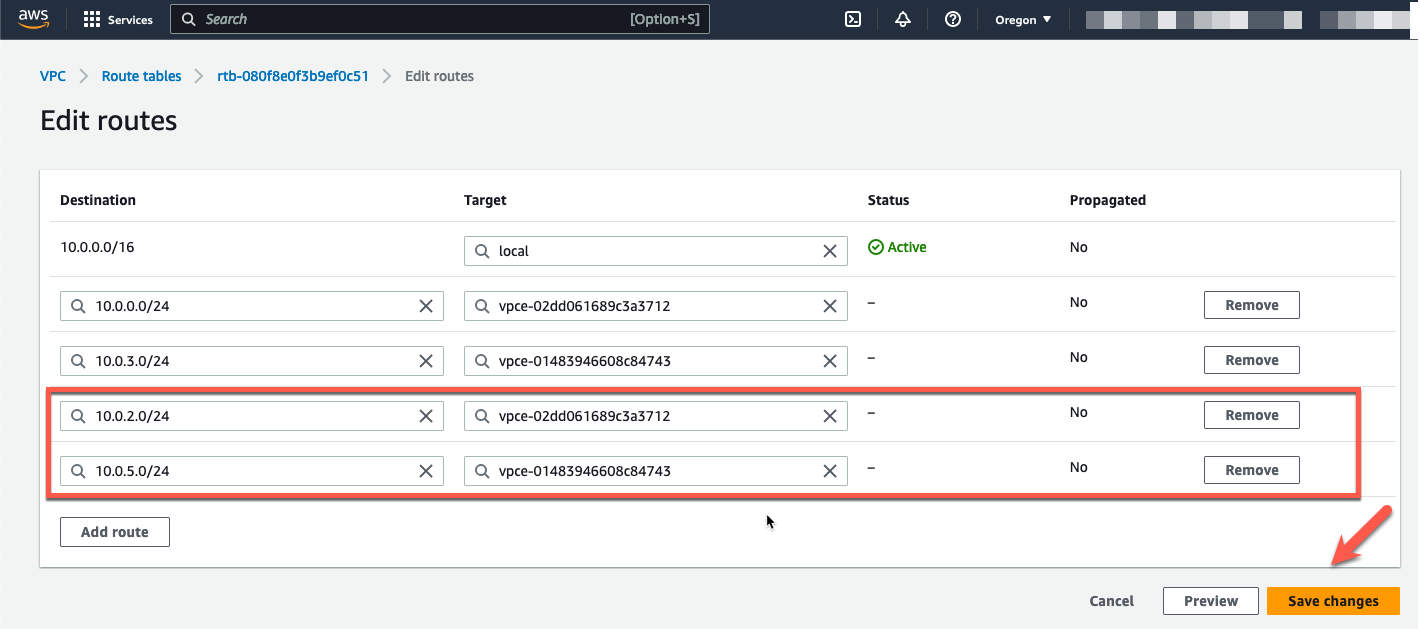 aws Services Search [Option+S] Oregon
VPC Route tables rtb-080f8e0f3b9ef0c51 Edit routes
Edit routes
Destination Target Status Propagated
10.0.0.0/16 local Active No
10.0.0.0/24 vpce-02dd061689c3a3712 – No Remove
10.0.3.0/24 vpce-01483946608c84743 – No Remove
10.0.2.0/24 vpce-02dd061689c3a3712 – No Remove
10.0.5.0/24 vpce-01483946608c84743 – No Remove
Add route
Cancel Preview Save changes